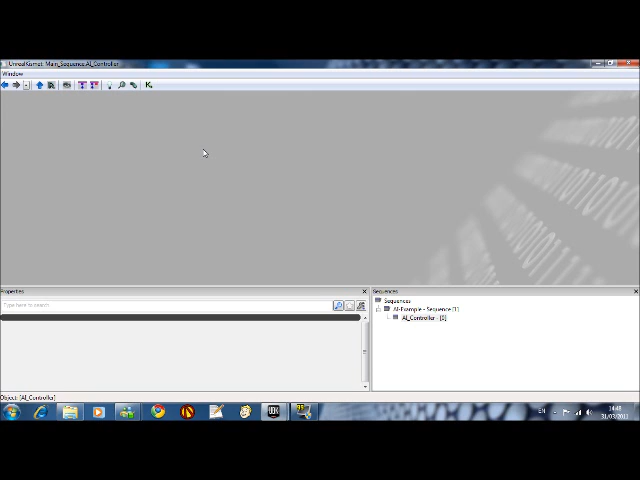 UnrealKismet: Main_Sequence.AI_Controller
Window
Properties
Type here to search
Sequences
Sequences
AI-Example - Sequence [1]
AI_Controller - [0]
Object: [AI_Controller]
EN
14:48
31/03/2011